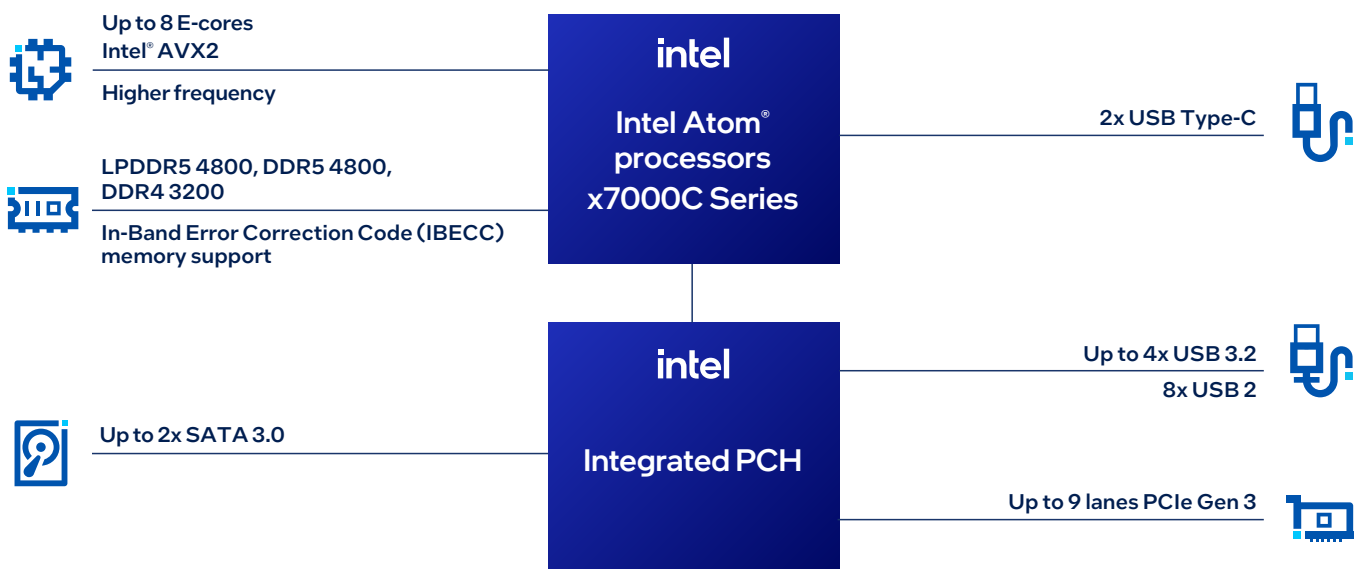 Up to 8 E-cores
Intel® AVX2
Higher frequency
LPDDR5 4800, DDR5 4800,
DDR4 3200
In-Band Error Correction Code (IBECC)
memory support
intel
Intel Atom®
processors
x7000C Series
2x USB Type-C
intel
Integrated PCH
Up to 2x SATA 3.0
Up to 4x USB 3.2
8x USB 2
Up to 9 lanes PCIe Gen 3